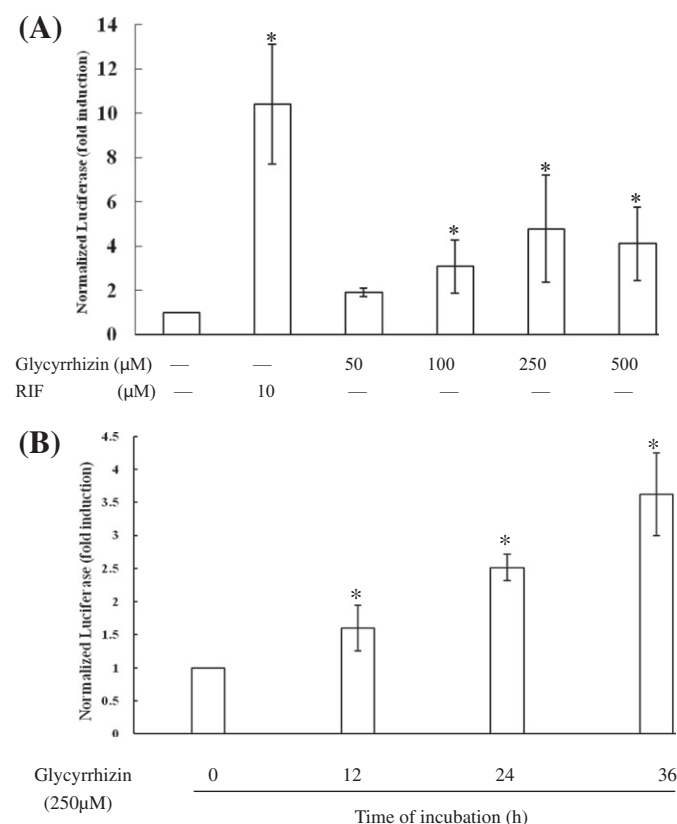 (A)
Normalized Luciferase (fold induction)
14
12
10
8
6
4
2
0
* * * * *
Glycyrrhizin (μM) — — 50 100 250 500
RIF (μM) — 10 — — — —
(B)
Normalized Luciferase (fold induction)
4.5
4
3.5
3
2.5
2
1.5
1
0.5
0
* * *
Glycyrrhizin 0 12 24 36
(250μM)
Time of incubation (h)